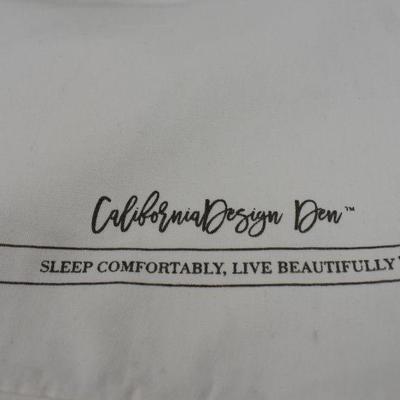 CaliforniaDesign Den™
SLEEP COMFORTABLY, LIVE BEAUTIFULLY